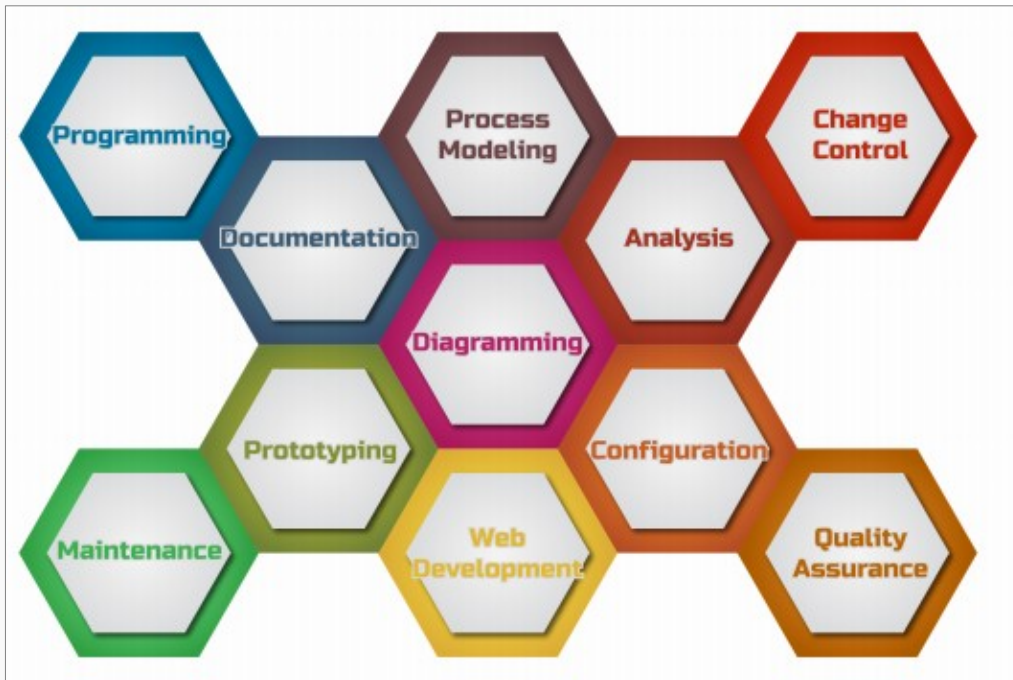 Programming
Process
Modeling
Change
Control
Documentation
Analysis
Diagramming
Prototyping
Configuration
Maintenance
Web
Development
Quality
Assurance